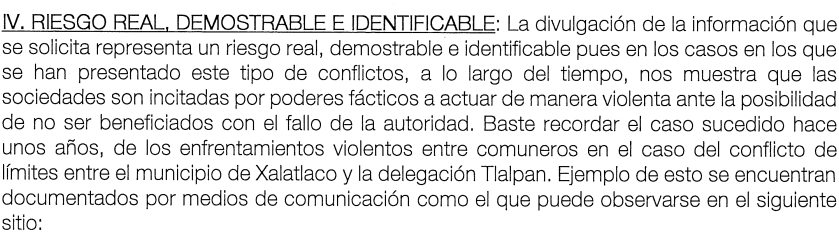 IV. RIESGO REAL, DEMOSTRABLE E IDENTIFICABLE: La divulgación de la información que
se solicita representa un riesgo real, demostrable e identificable pues en los casos en los que
se han presentado este tipo de conflictos, a lo largo del tiempo, nos muestra que las
sociedades son incitadas por poderes fácticos a actuar de manera violenta ante la posibilidad
de no ser beneficiados con el fallo de la autoridad. Baste recordar el caso sucedido hace
unos años, de los enfrentamientos violentos entre comuneros en el caso del conflicto de
límites entre el municipio de Xalatlaco y la delegación Tlalpan. Ejemplo de esto se encuentran
documentados por medios de comunicación como el que puede observarse en el siguiente
sitio: